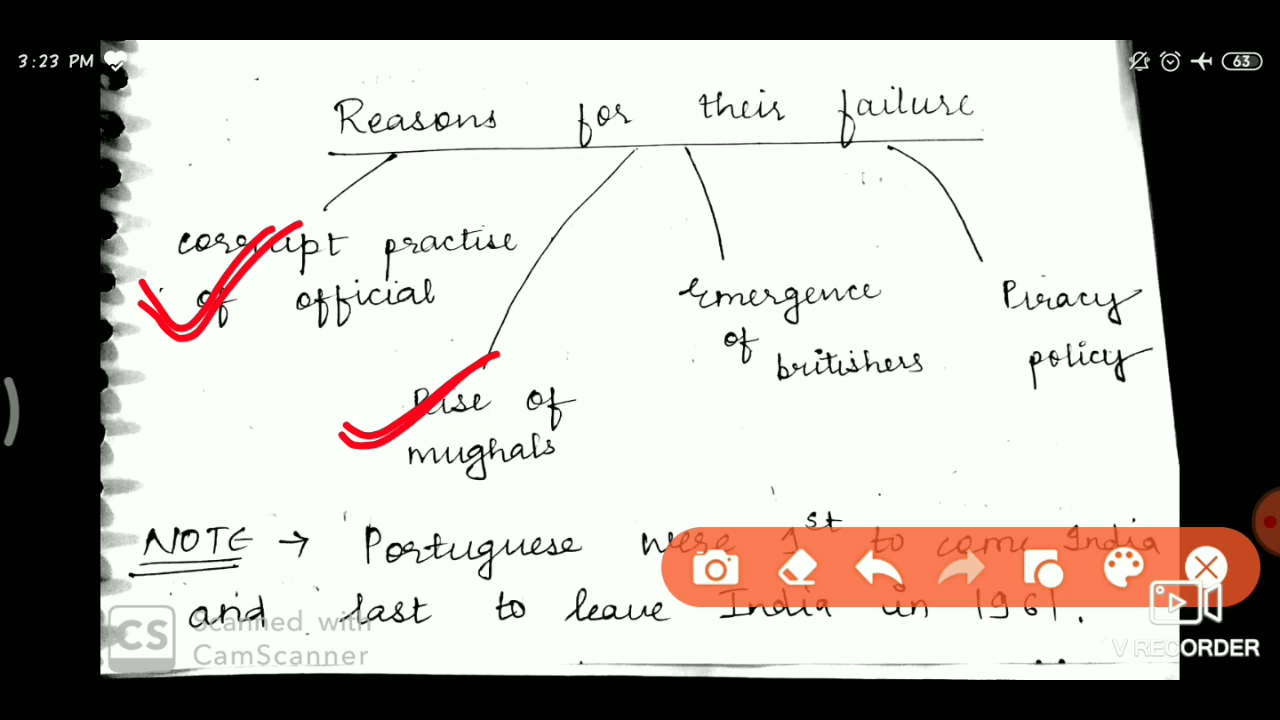 3:23 PM
63
Reasons for their failure
corrupt practise
of official
Emergence
of
britishers
Piracy
policy
Rise of
mughals
NOTE → Portuguese were 1st to come India
and last to leave India in 1961.
CS
Scanned with
CamScanner
V RECORDER